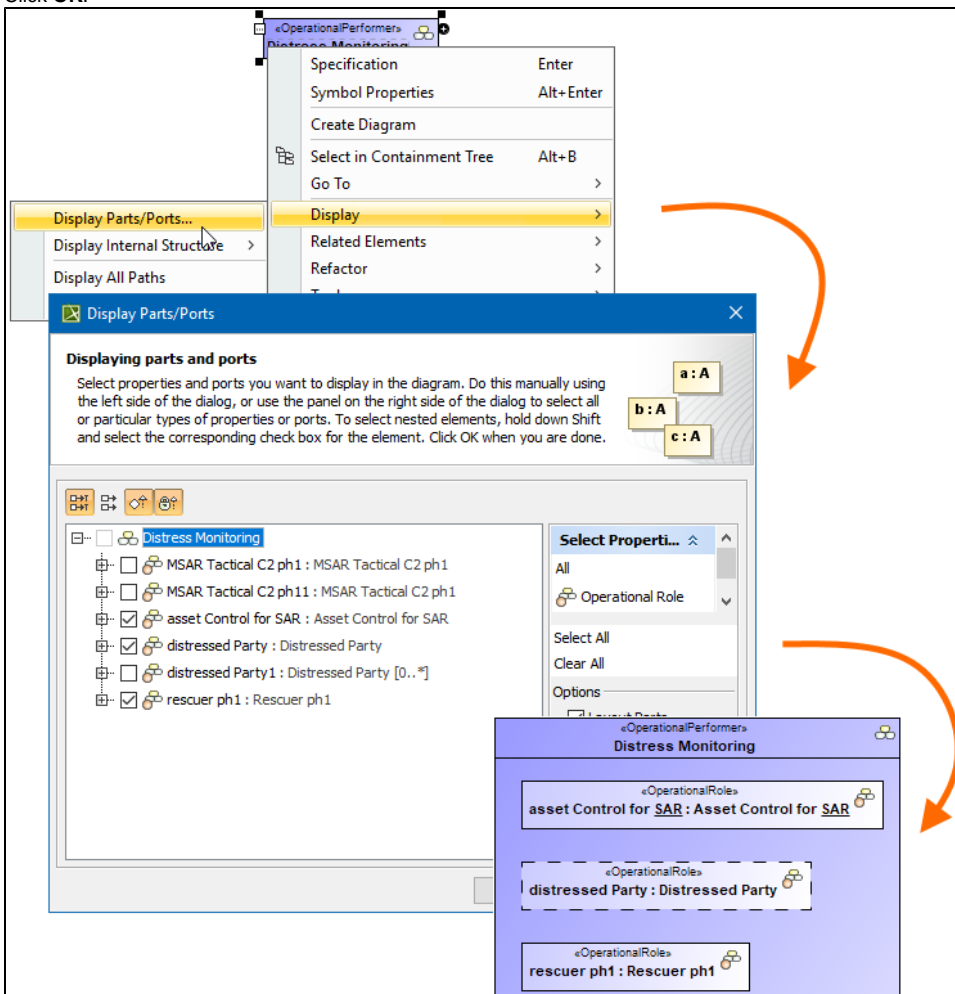 Click OK.
«OperationalPerformer»
Distress Monitoring
Specification Enter
Symbol Properties Alt+Enter
Create Diagram
Select in Containment Tree Alt+B
Go To >
Display >
Related Elements >
Refactor >
Display Parts/Ports...
Display Internal Structure >
Display All Paths
Display Parts/Ports
Displaying parts and ports
Select properties and ports you want to display in the diagram. Do this manually using
the left side of the dialog, or use the panel on the right side of the dialog to select all
or particular types of properties or ports. To select nested elements, hold down Shift
and select the corresponding check box for the element. Click OK when you are done.
a : A
b : A
c : A
Distress Monitoring
MSAR Tactical C2 ph1 : MSAR Tactical C2 ph1
MSAR Tactical C2 ph11 : MSAR Tactical C2 ph1
asset Control for SAR : Asset Control for SAR
distressed Party : Distressed Party
distressed Party1 : Distressed Party [0..*]
rescuer ph1 : Rescuer ph1
Select Properti...
All
Operational Role
Select All
Clear All
Options
Layout Parts
«OperationalPerformer»
Distress Monitoring
«OperationalRole»
asset Control for SAR : Asset Control for SAR
«OperationalRole»
distressed Party : Distressed Party
«OperationalRole»
rescuer ph1 : Rescuer ph1